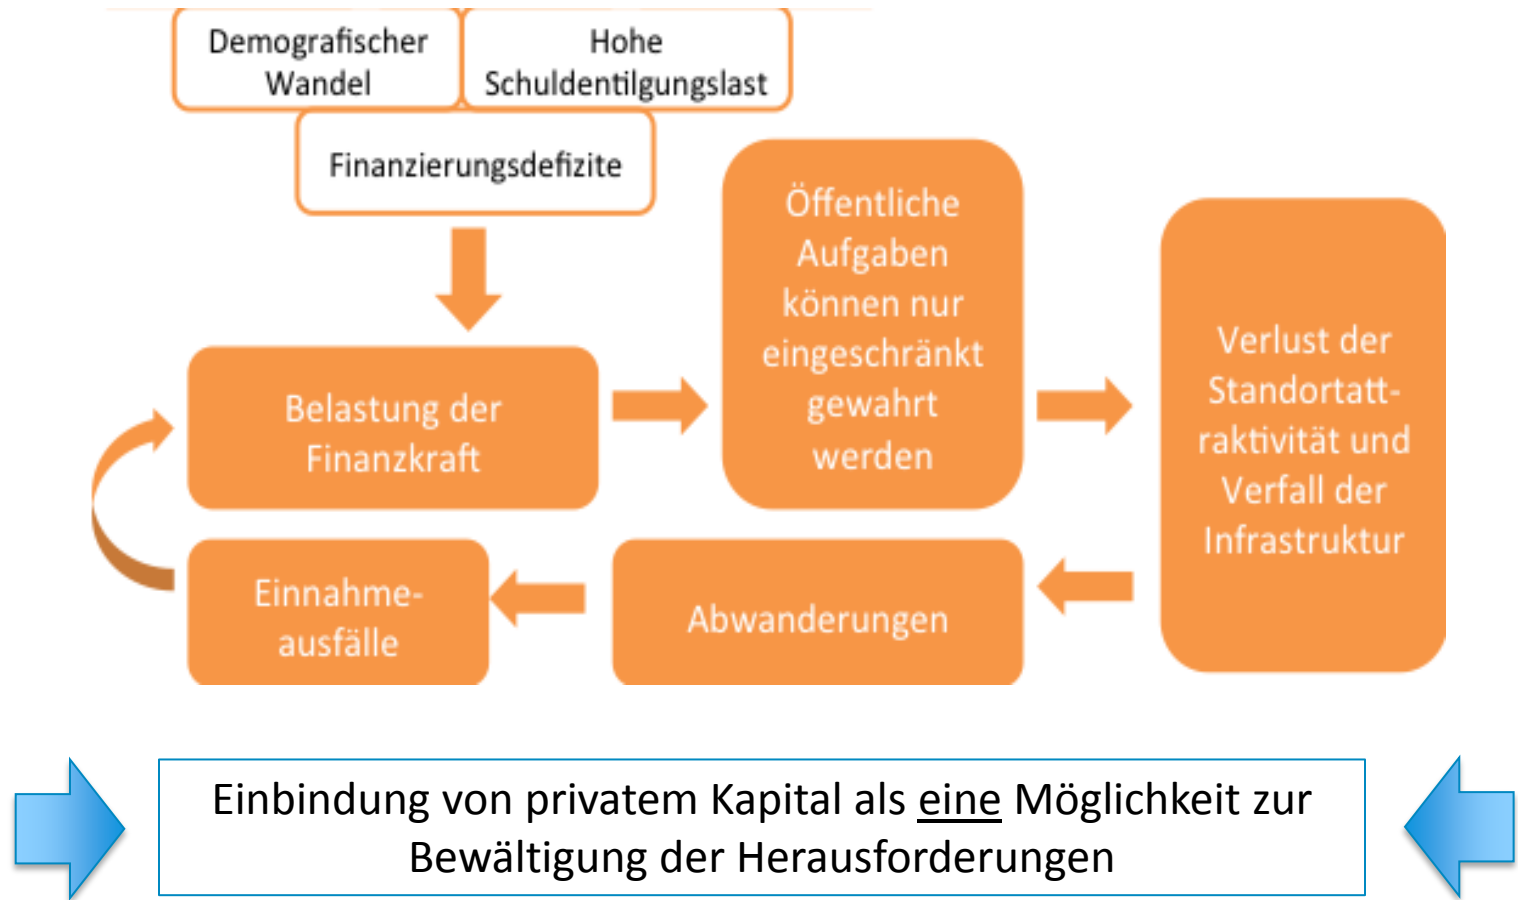 Demografischer
Wandel
Hohe
Schuldentilgungslast
Finanzierungsdefizite
Belastung der
Finanzkraft
Öffentliche
Aufgaben
können nur
eingeschränkt
gewahrt
werden
Verlust der
Standortatt-
raktivität und
Verfall der
Infrastruktur
Abwanderungen
Einnahme-
ausfälle
Einbindung von privatem Kapital als eine Möglichkeit zur
Bewältigung der Herausforderungen